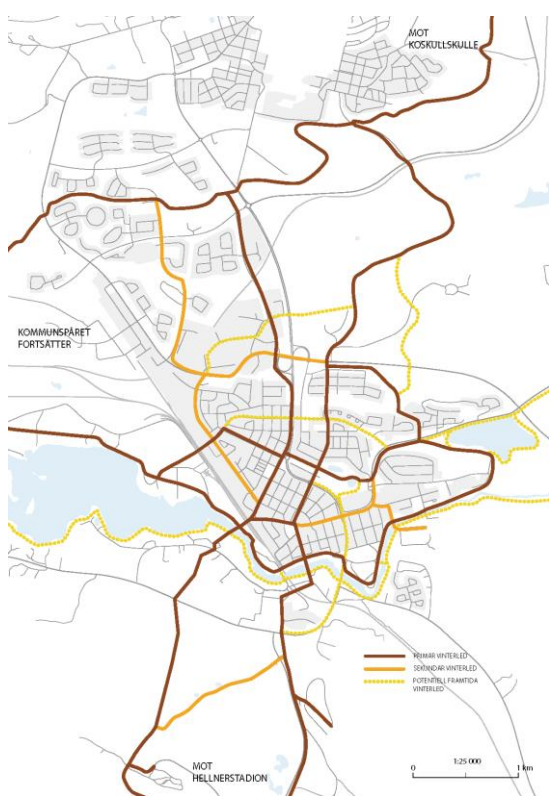 MOT
KOSKULLSKULLE
KOMMUNSPÅRET
FORTSÄTTER
PRIMÄR VINTERLED
SEKUNDÄR VINTERLED
POTENTIELL FRAMTIDA
VINTERLED
1:25 000
0 1 km
MOT
HELLNERSTADION